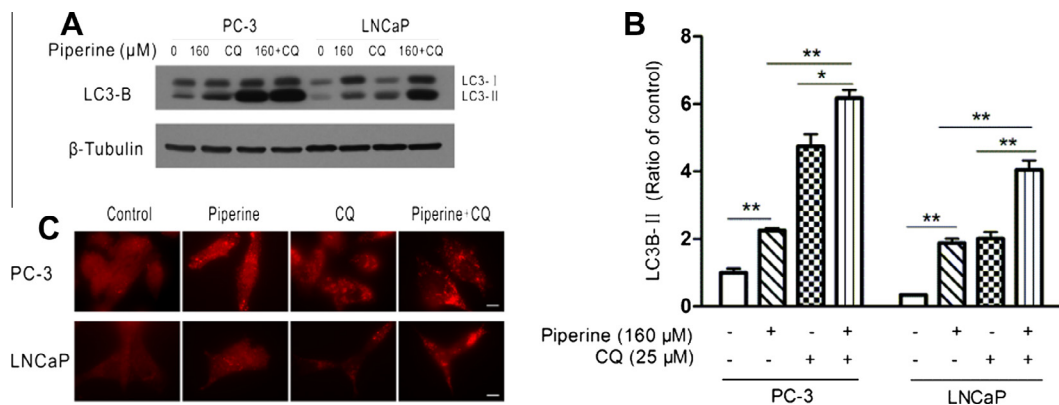 A
PC-3 LNCaP
Piperine (μM) 0 160 CQ 160+CQ 0 160 CQ 160+CQ
LC3-B
LC3-Ⅰ
LC3-Ⅱ
β-Tubulin
C
Control Piperine CQ Piperine+CQ
PC-3
LNCaP
B
LC3B-Ⅱ (Ratio of control)
8
6
4
2
0
** ** *
** ** **
Piperine (160 μM) - + - + - + - +
CQ (25 μM) - - + + - - + +
PC-3 LNCaP